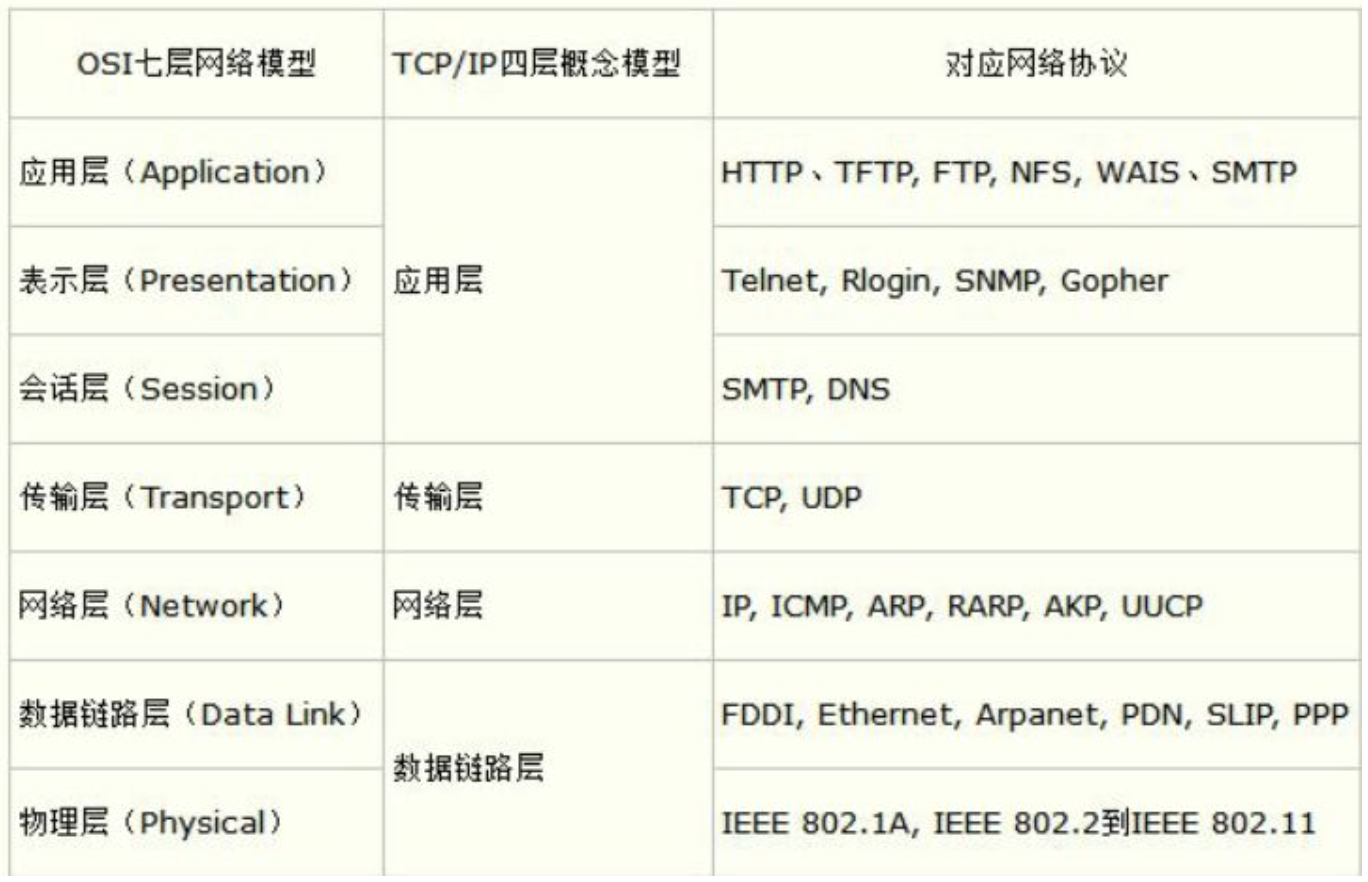 OSI七层网络模型 TCP/IP四层概念模型 对应网络协议
应用层（Application） HTTP、TFTP, FTP, NFS, WAIS、SMTP
表示层（Presentation） 应用层 Telnet, Rlogin, SNMP, Gopher
会话层（Session） SMTP, DNS
传输层（Transport） 传输层 TCP, UDP
网络层（Network） 网络层 IP, ICMP, ARP, RARP, AKP, UUCP
数据链路层（Data Link） FDDI, Ethernet, Arpanet, PDN, SLIP, PPP
数据链路层
物理层（Physical） IEEE 802.1A, IEEE 802.2到IEEE 802.11